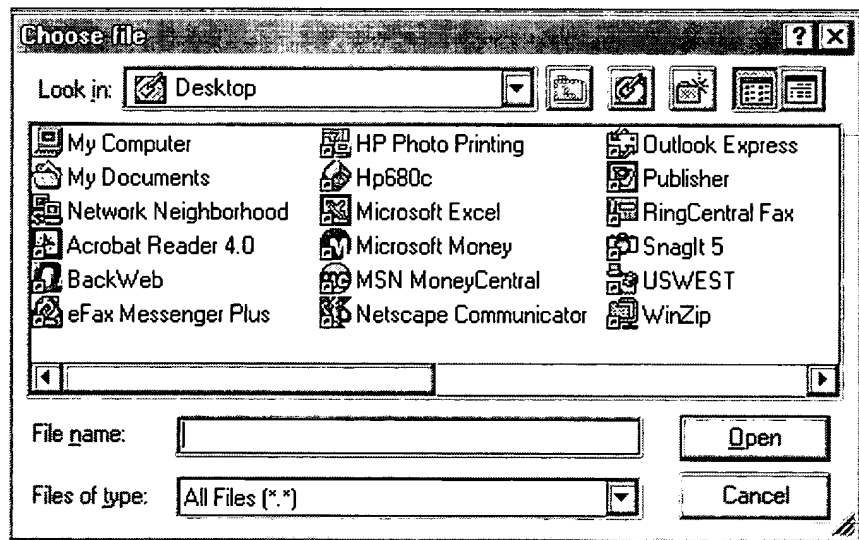 Choose file
Look in: Desktop
My Computer HP Photo Printing Outlook Express
My Documents Hp680c Publisher
Network Neighborhood Microsoft Excel RingCentral Fax
Acrobat Reader 4.0 Microsoft Money SnagIt 5
BackWeb MSN MoneyCentral USWEST
eFax Messenger Plus Netscape Communicator WinZip
File name: Open
Files of type: All Files (*.*) Cancel